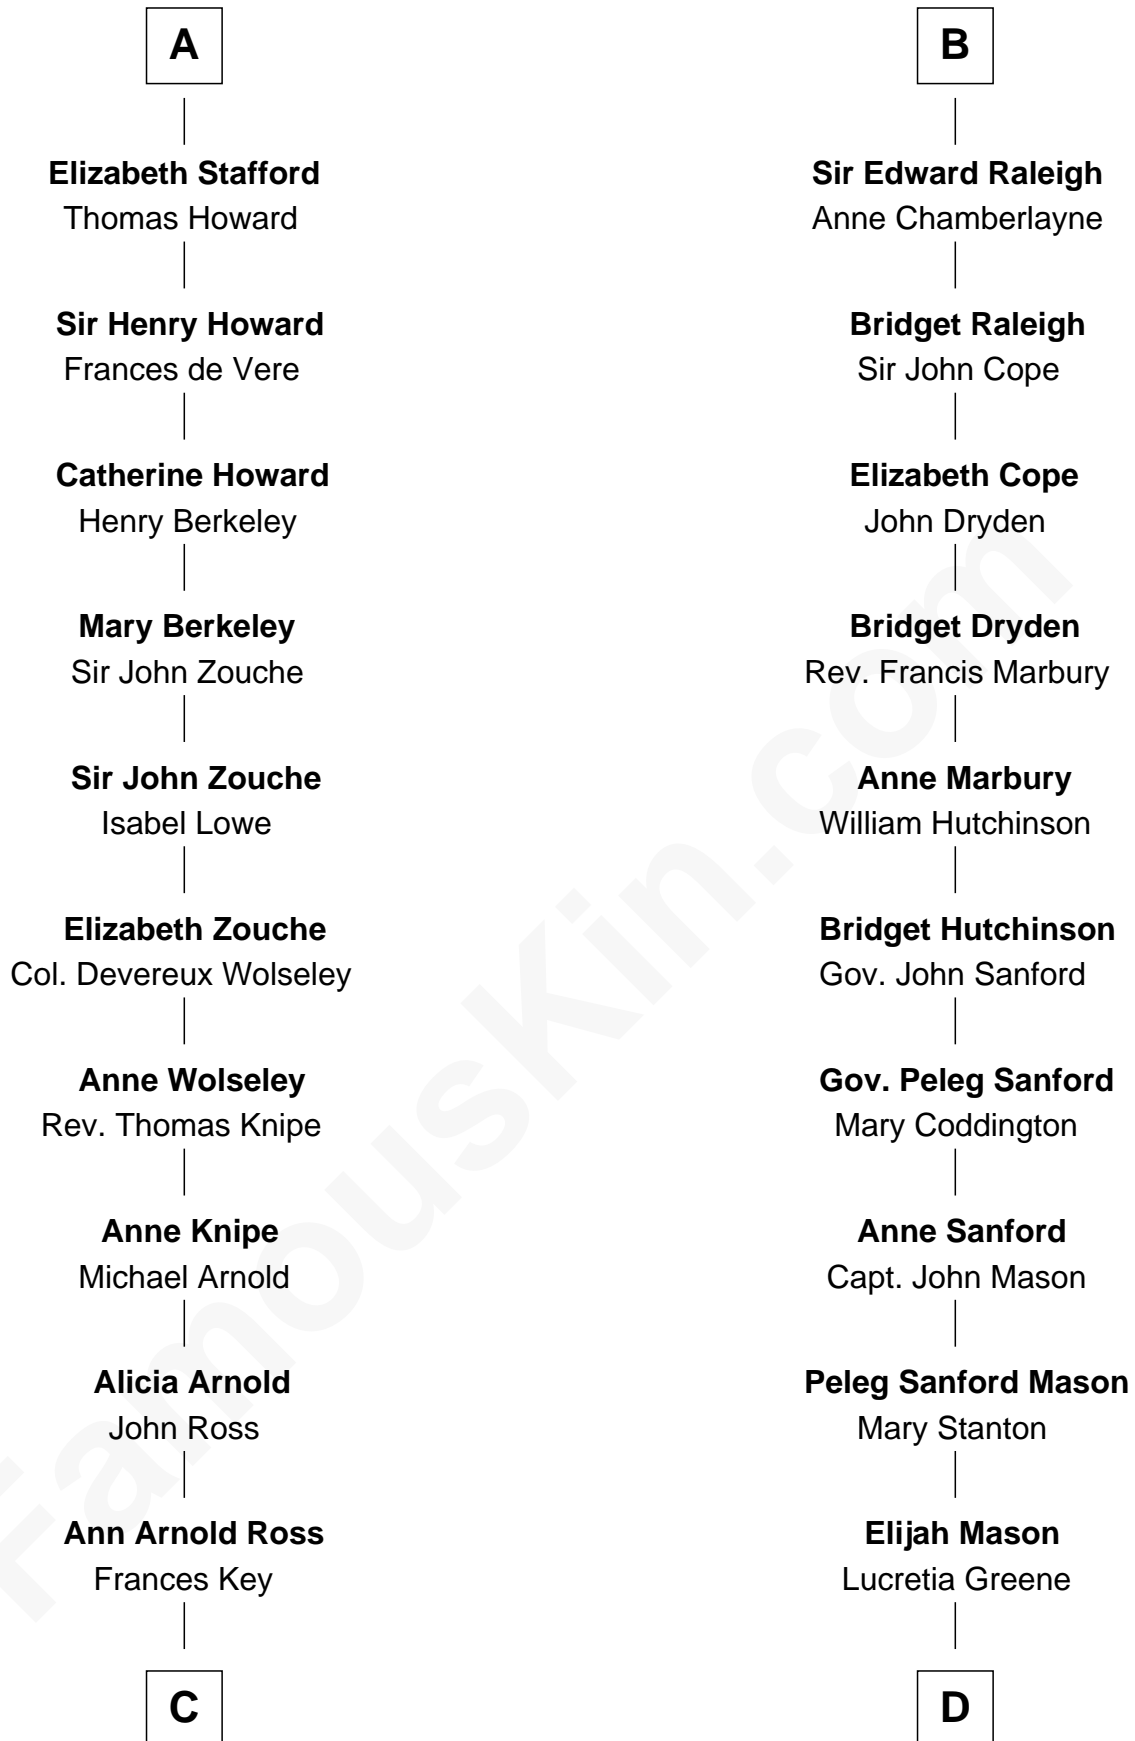 A
Elizabeth Stafford
Thomas Howard
Sir Henry Howard
Frances de Vere
Catherine Howard
Henry Berkeley
Mary Berkeley
Sir John Zouche
Sir John Zouche
Isabel Lowe
Elizabeth Zouche
Col. Devereux Wolseley
Anne Wolseley
Rev. Thomas Knipe
Anne Knipe
Michael Arnold
Alicia Arnold
John Ross
Ann Arnold Ross
Frances Key
C
B
Sir Edward Raleigh
Anne Chamberlayne
Bridget Raleigh
Sir John Cope
Elizabeth Cope
John Dryden
Bridget Dryden
Rev. Francis Marbury
Anne Marbury
William Hutchinson
Bridget Hutchinson
Gov. John Sanford
Gov. Peleg Sanford
Mary Coddington
Anne Sanford
Capt. John Mason
Peleg Sanford Mason
Mary Stanton
Elijah Mason
Lucretia Greene
D
FamousKin.com